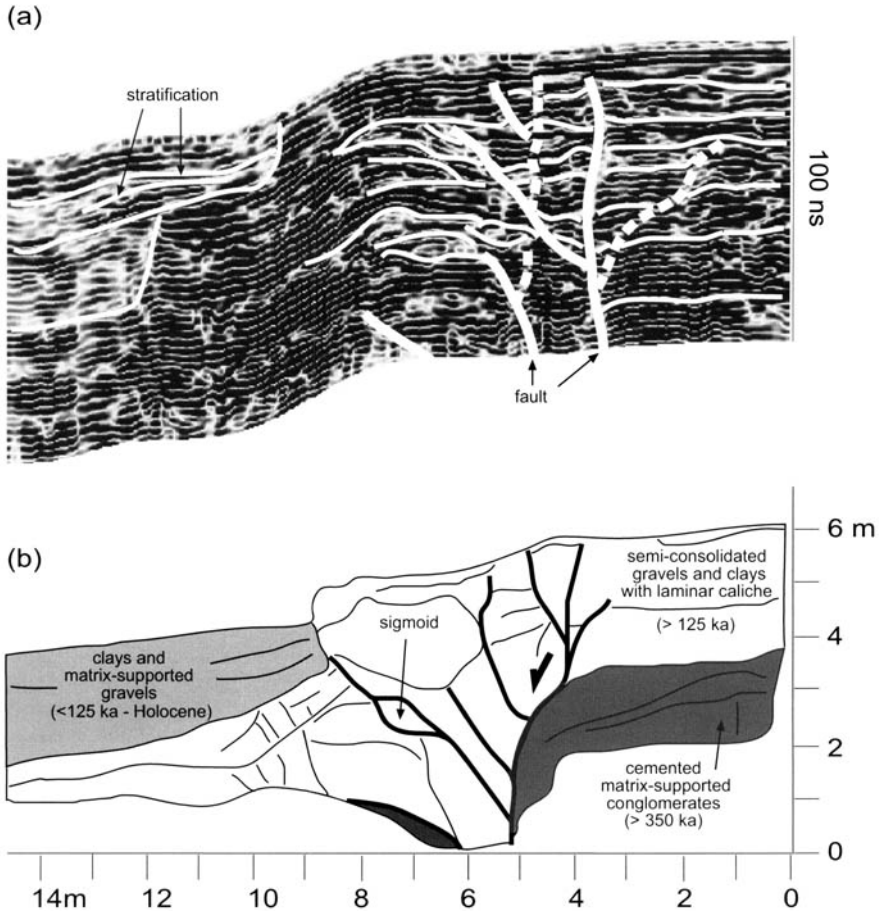 (a)
stratification
100 ns
fault
(b)
6 m
semi-consolidated
gravels and clays
with laminar caliche
(> 125 ka)
sigmoid
4
clays and
matrix-supported
gravels
(<125 ka - Holocene)
2
cemented
matrix-supported
conglomerates
(> 350 ka)
0
14m 12 10 8 6 4 2 0